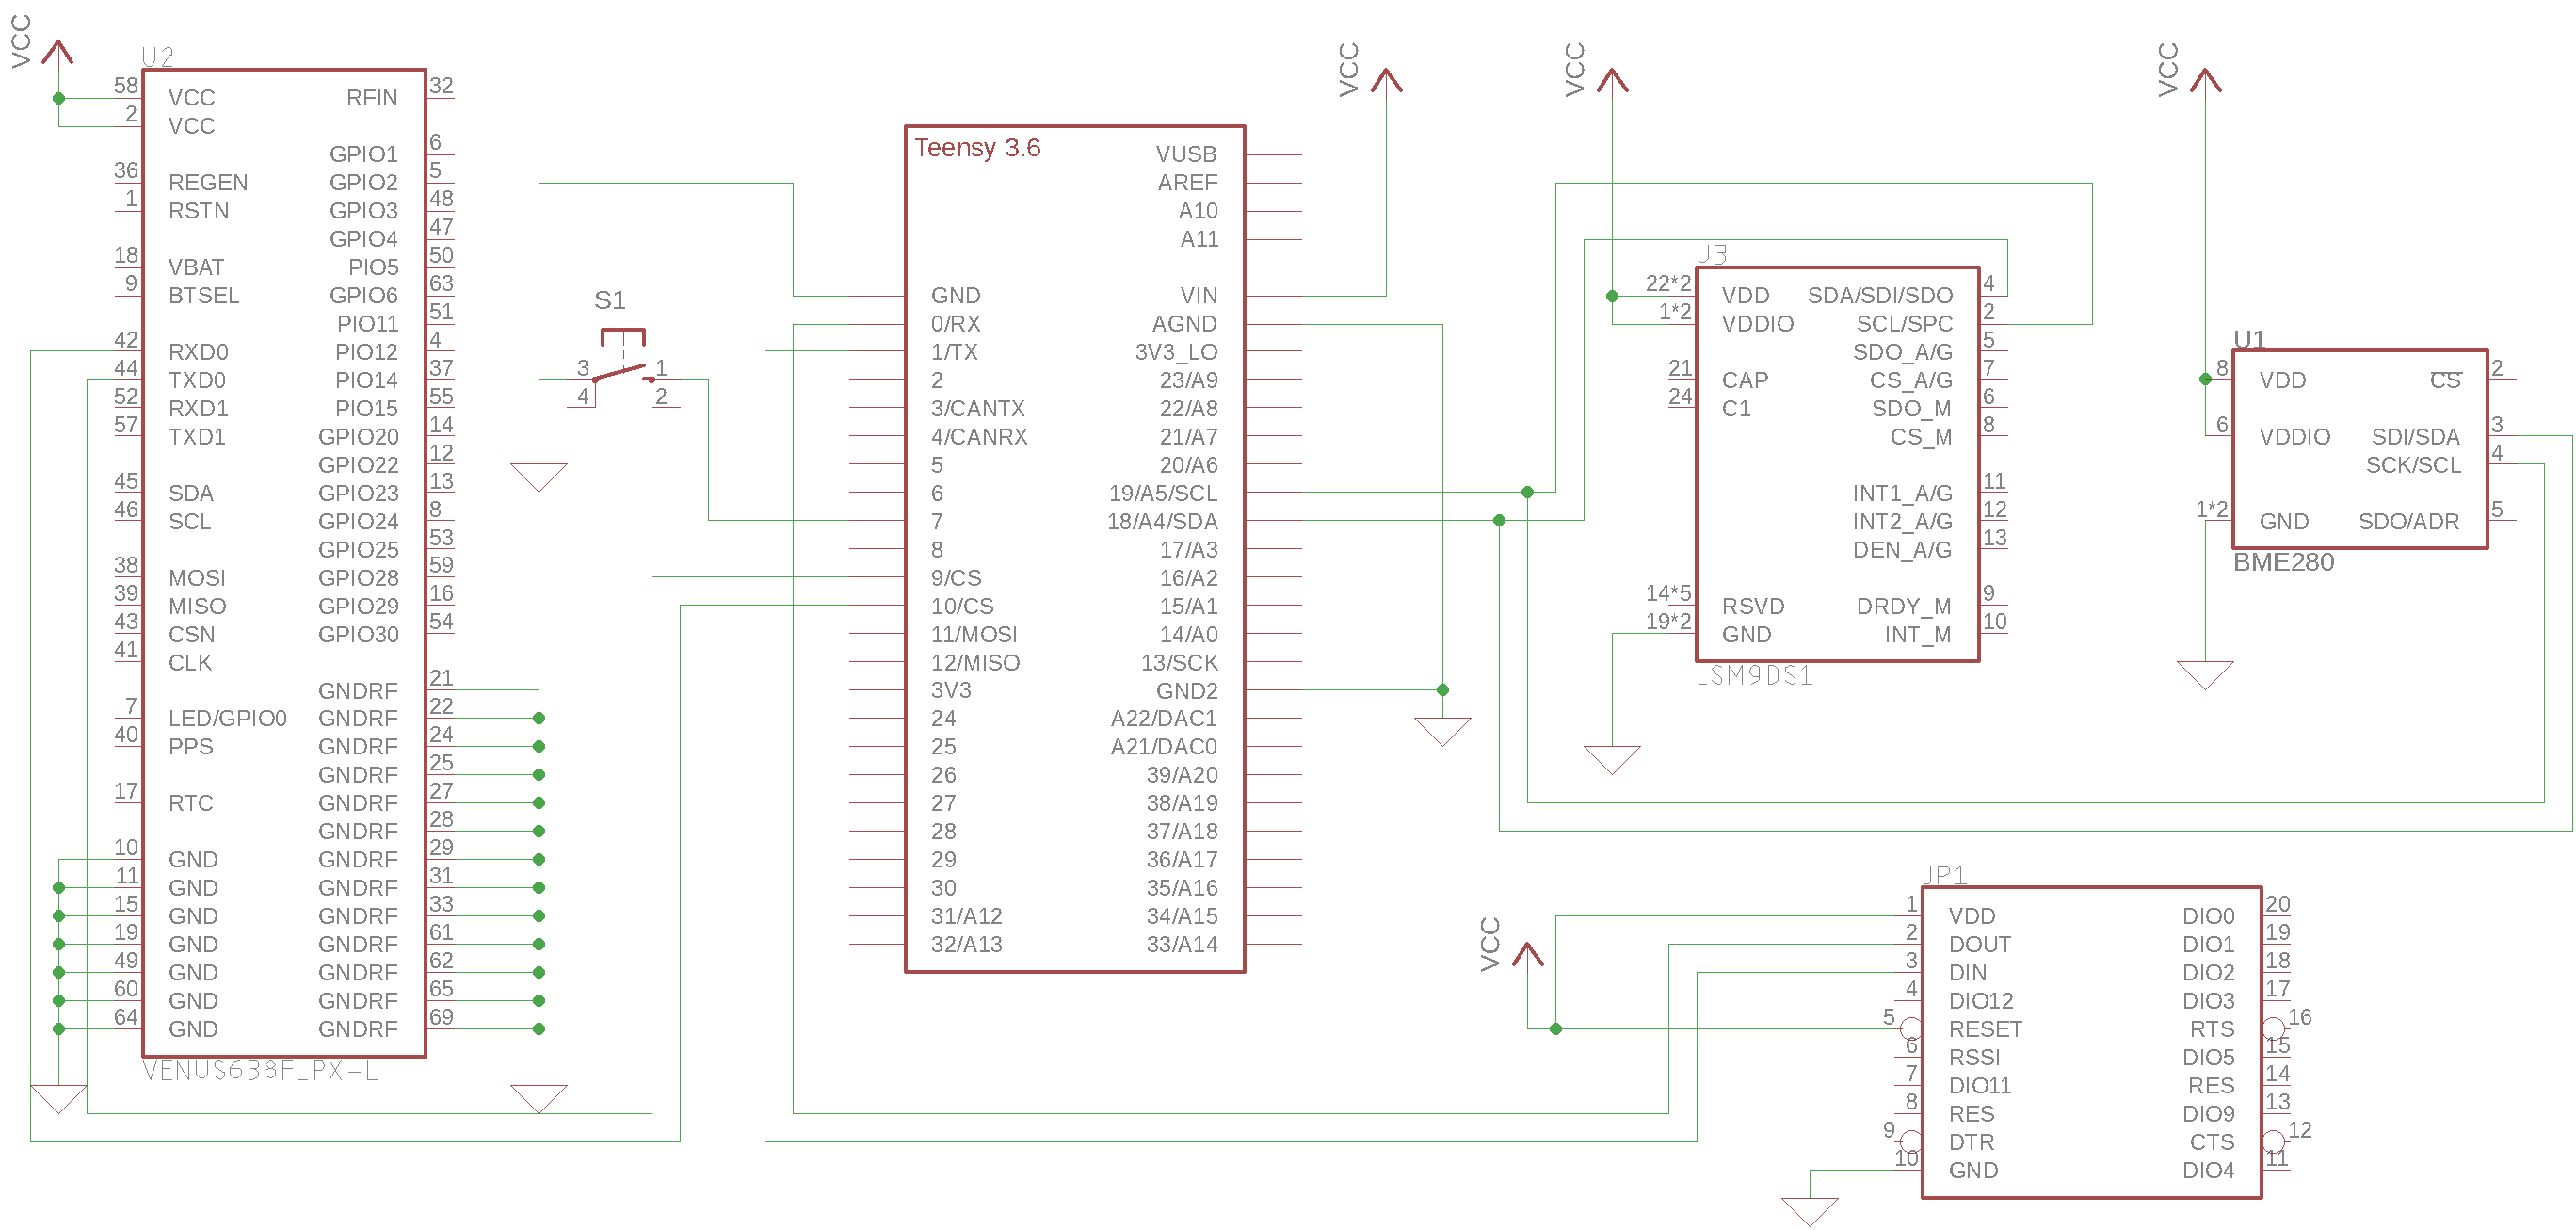 VCC
U2
58 VCC RFIN 32
2 VCC
GPIO1 6
36 REGEN GPIO2 5
1 RSTN GPIO3 48
GPIO4 47
18 VBAT PIO5 50
9 BTSEL GPIO6 63
PIO11 51
42 RXD0 PIO12 4
44 TXD0 PIO14 37
52 RXD1 PIO15 55
57 TXD1 GPIO20 14
GPIO22 12
45 SDA GPIO23 13
46 SCL GPIO24 8
GPIO25 53
38 MOSI GPIO28 59
39 MISO GPIO29 16
43 CSN GPIO30 54
41 CLK
GNDRF 21
7 LED/GPIO0 GNDRF 22
40 PPS GNDRF 24
GNDRF 25
17 RTC GNDRF 27
GNDRF 28
10 GND GNDRF 29
11 GND GNDRF 31
15 GND GNDRF 33
19 GND GNDRF 61
49 GND GNDRF 62
60 GND GNDRF 65
64 GND GNDRF 69
VENUS638FLPX-L
S1
3 1
4 2
VCC
Teensy 3.6
VUSB
AREF
A10
A11
GND VIN
0/RX AGND
1/TX 3V3_LO
2 23/A9
3/CANTX 22/A8
4/CANRX 21/A7
5 20/A6
6 19/A5/SCL
7 18/A4/SDA
8 17/A3
9/CS 16/A2
10/CS 15/A1
11/MOSI 14/A0
12/MISO 13/SCK
3V3 GND2
24 A22/DAC1
25 A21/DAC0
26 39/A20
27 38/A19
28 37/A18
29 36/A17
30 35/A16
31/A12 34/A15
32/A13 33/A14
VCC
U3
22*2 VDD SDA/SDI/SDO 4
1*2 VDDIO SCL/SPC 2
SDO_A/G 5
21 CAP CS_A/G 7
24 C1 SDO_M 6
CS_M 8
INT1_A/G 11
INT2_A/G 12
DEN_A/G 13
14*5 RSVD DRDY_M 9
19*2 GND INT_M 10
LSM9DS1
VCC
U1
8 VDD CS 2
6 VDDIO SDI/SDA 3
SCK/SCL 4
1*2 GND SDO/ADR 5
BME280
VCC
JP1
1 VDD DIO0 20
2 DOUT DIO1 19
3 DIN DIO2 18
4 DIO12 DIO3 17
5 RESET RTS 16
6 RSSI DIO5 15
7 DIO11 RES 14
8 RES DIO9 13
9 DTR CTS 12
10 GND DIO4 11